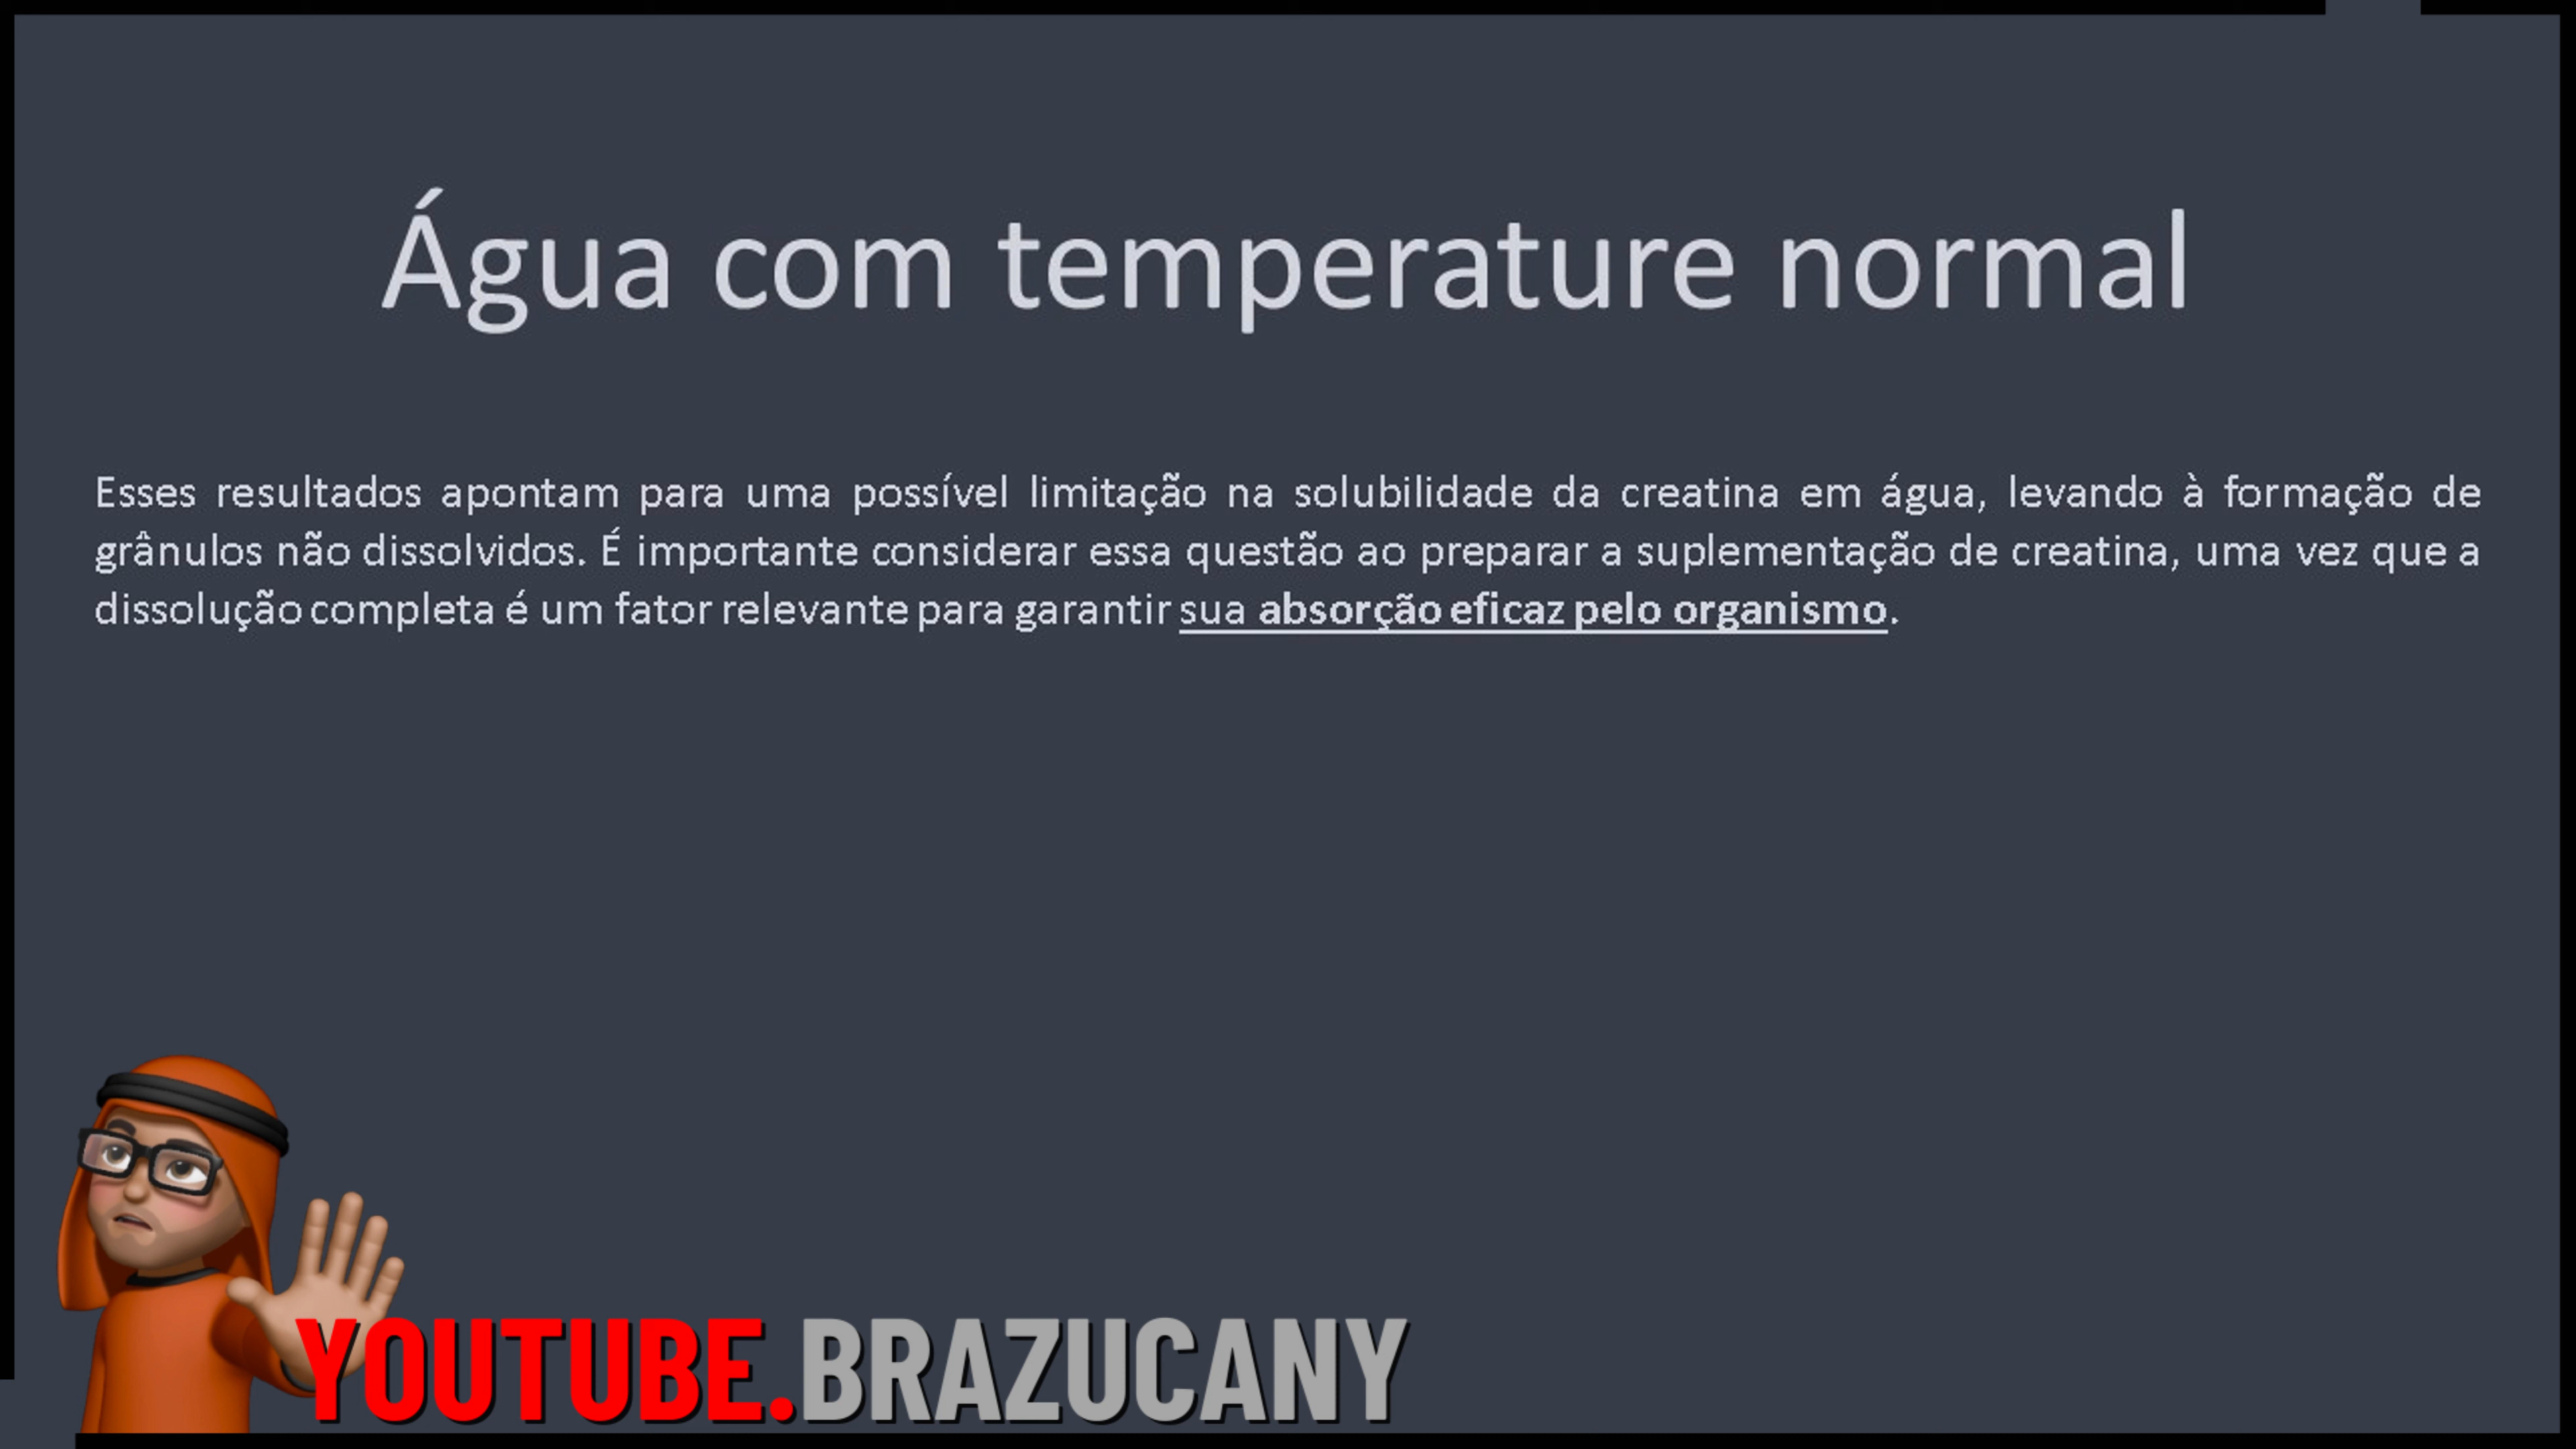 Água com temperature normal
Esses resultados apontam para uma possível limitação na solubilidade da creatina em água, levando à formação de
grânulos não dissolvidos. É importante considerar essa questão ao preparar a suplementação de creatina, uma vez que a
dissolução completa é um fator relevante para garantir sua absorção eficaz pelo organismo.
YOUTUBE.BRAZUCANY